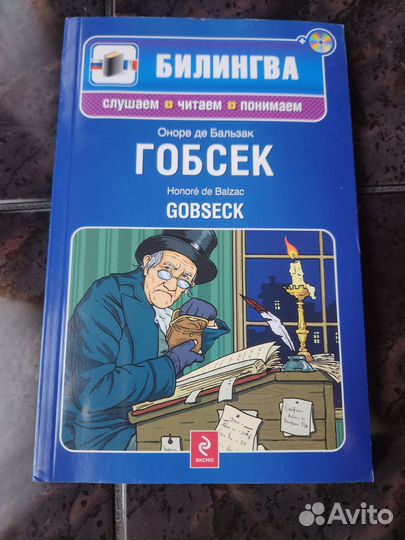 БИЛИНГВА
слушаем читаем понимаем
Оноре де Бальзак
ГОБСЕК
Honoré de Balzac
GOBSECK
ЭКСМО
Avito